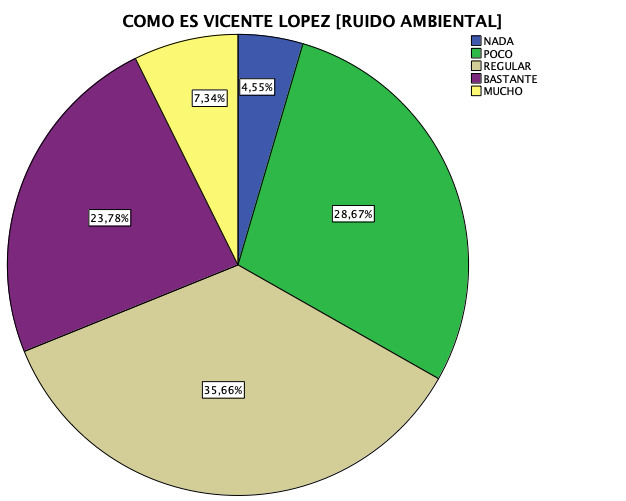 COMO ES VICENTE LOPEZ [RUIDO AMBIENTAL]
NADA
POCO
REGULAR
BASTANTE
MUCHO
4,55%
7,34%
28,67%
23,78%
35,66%